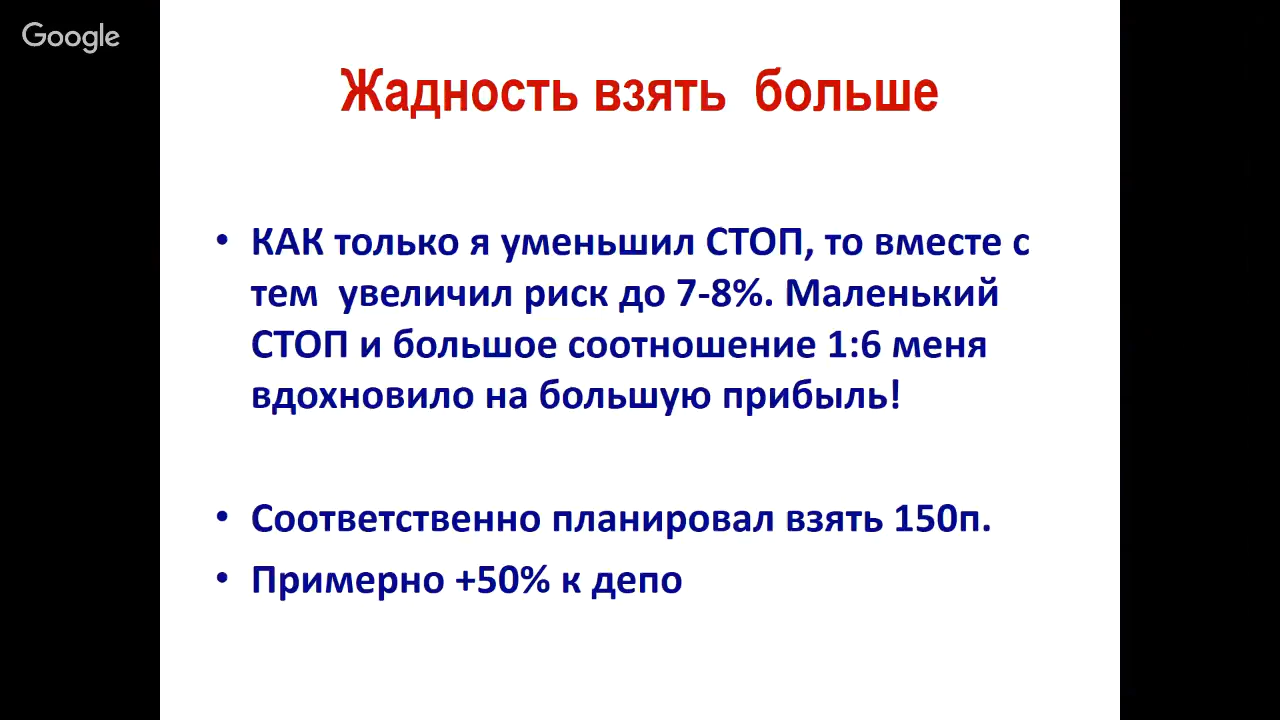 Google
Жадность взять больше
• КАК только я уменьшил СТОП, то вместе с
тем увеличил риск до 7-8%. Маленький
СТОП и большое соотношение 1:6 меня
вдохновило на большую прибыль!
• Соответственно планировал взять 150п.
• Примерно +50% к депо